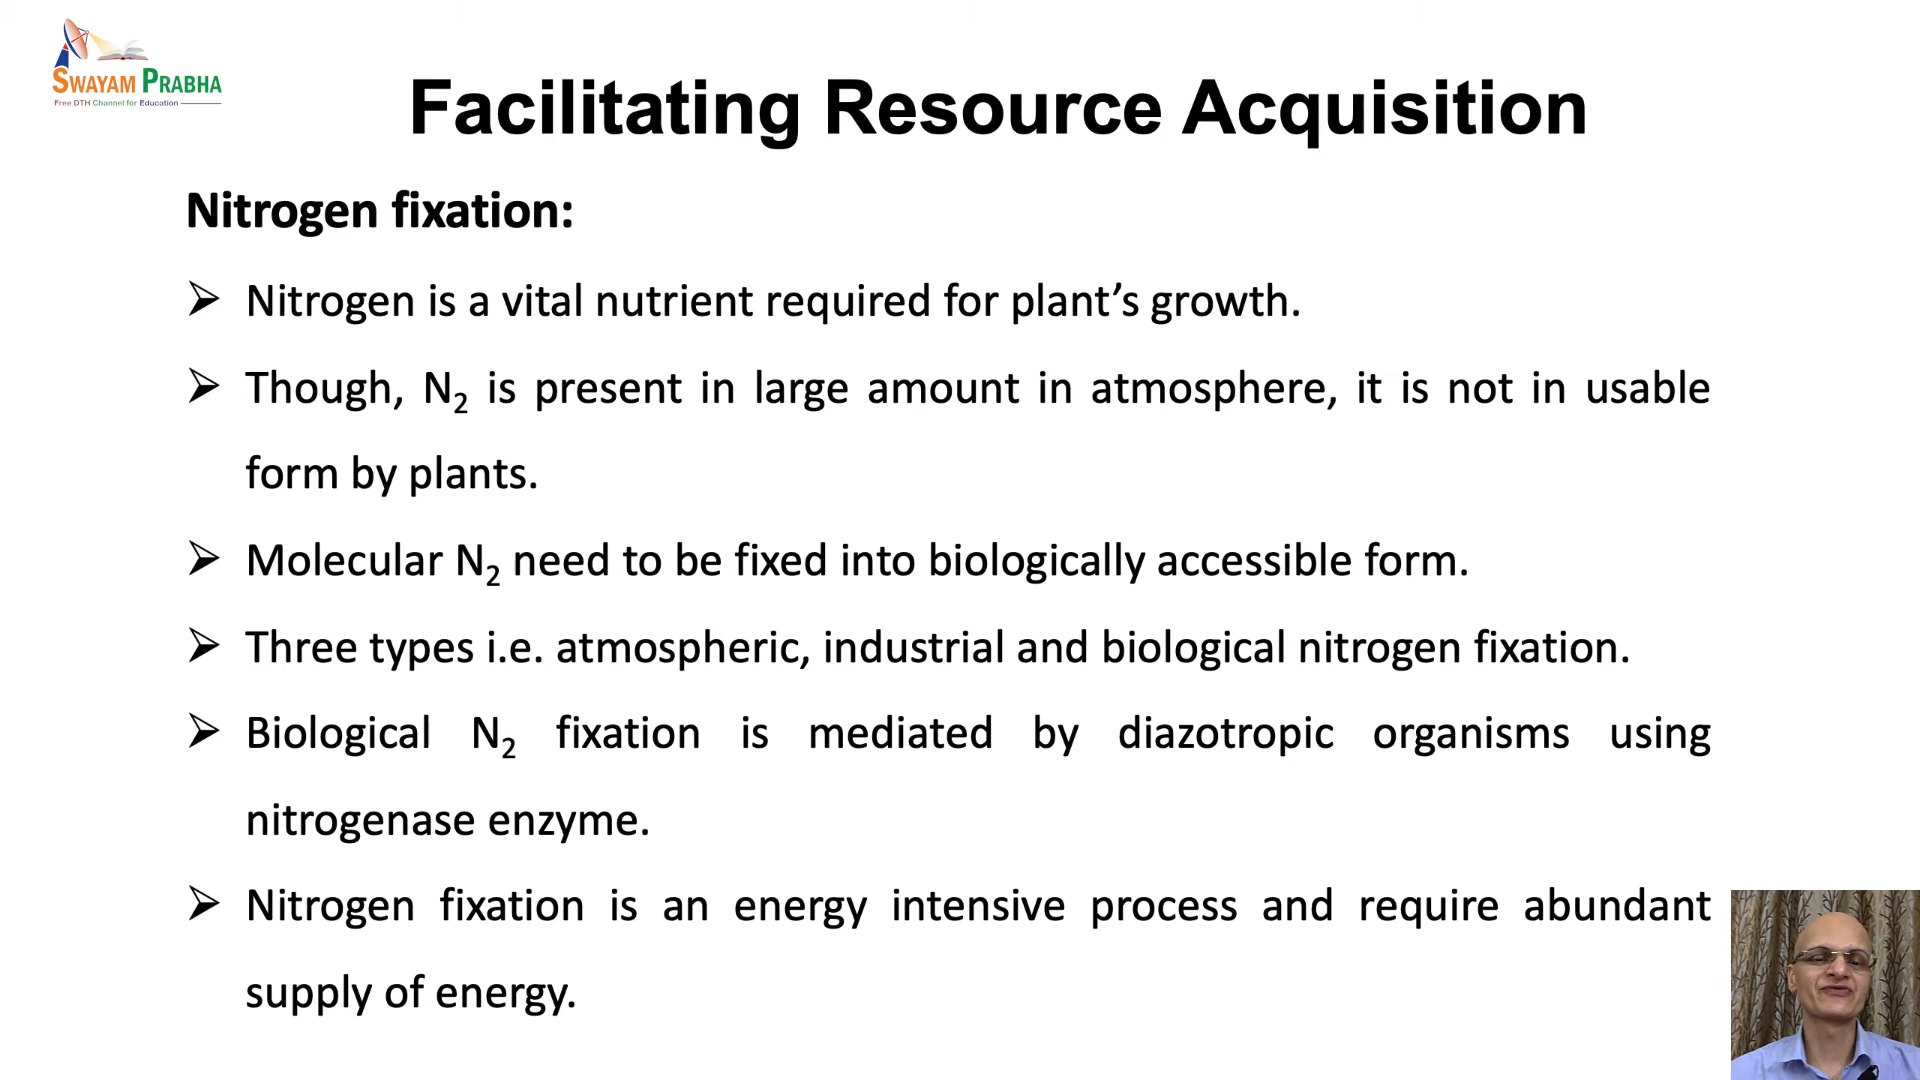 SWAYAM PRABHA
Free DTH Channel for Education
Facilitating Resource Acquisition
Nitrogen fixation:
➢ Nitrogen is a vital nutrient required for plant’s growth.
➢ Though, N₂ is present in large amount in atmosphere, it is not in usable
form by plants.
➢ Molecular N₂ need to be fixed into biologically accessible form.
➢ Three types i.e. atmospheric, industrial and biological nitrogen fixation.
➢ Biological N₂ fixation is mediated by diazotropic organisms using
nitrogenase enzyme.
➢ Nitrogen fixation is an energy intensive process and require abundant
supply of energy.